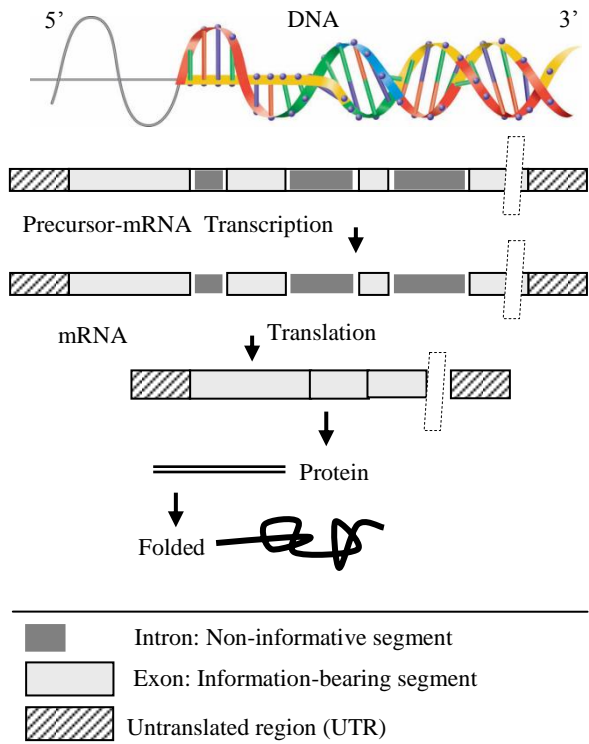 5’ DNA 3’
Precursor-mRNA Transcription
mRNA Translation
Protein
Folded
Intron: Non-informative segment
Exon: Information-bearing segment
Untranslated region (UTR)